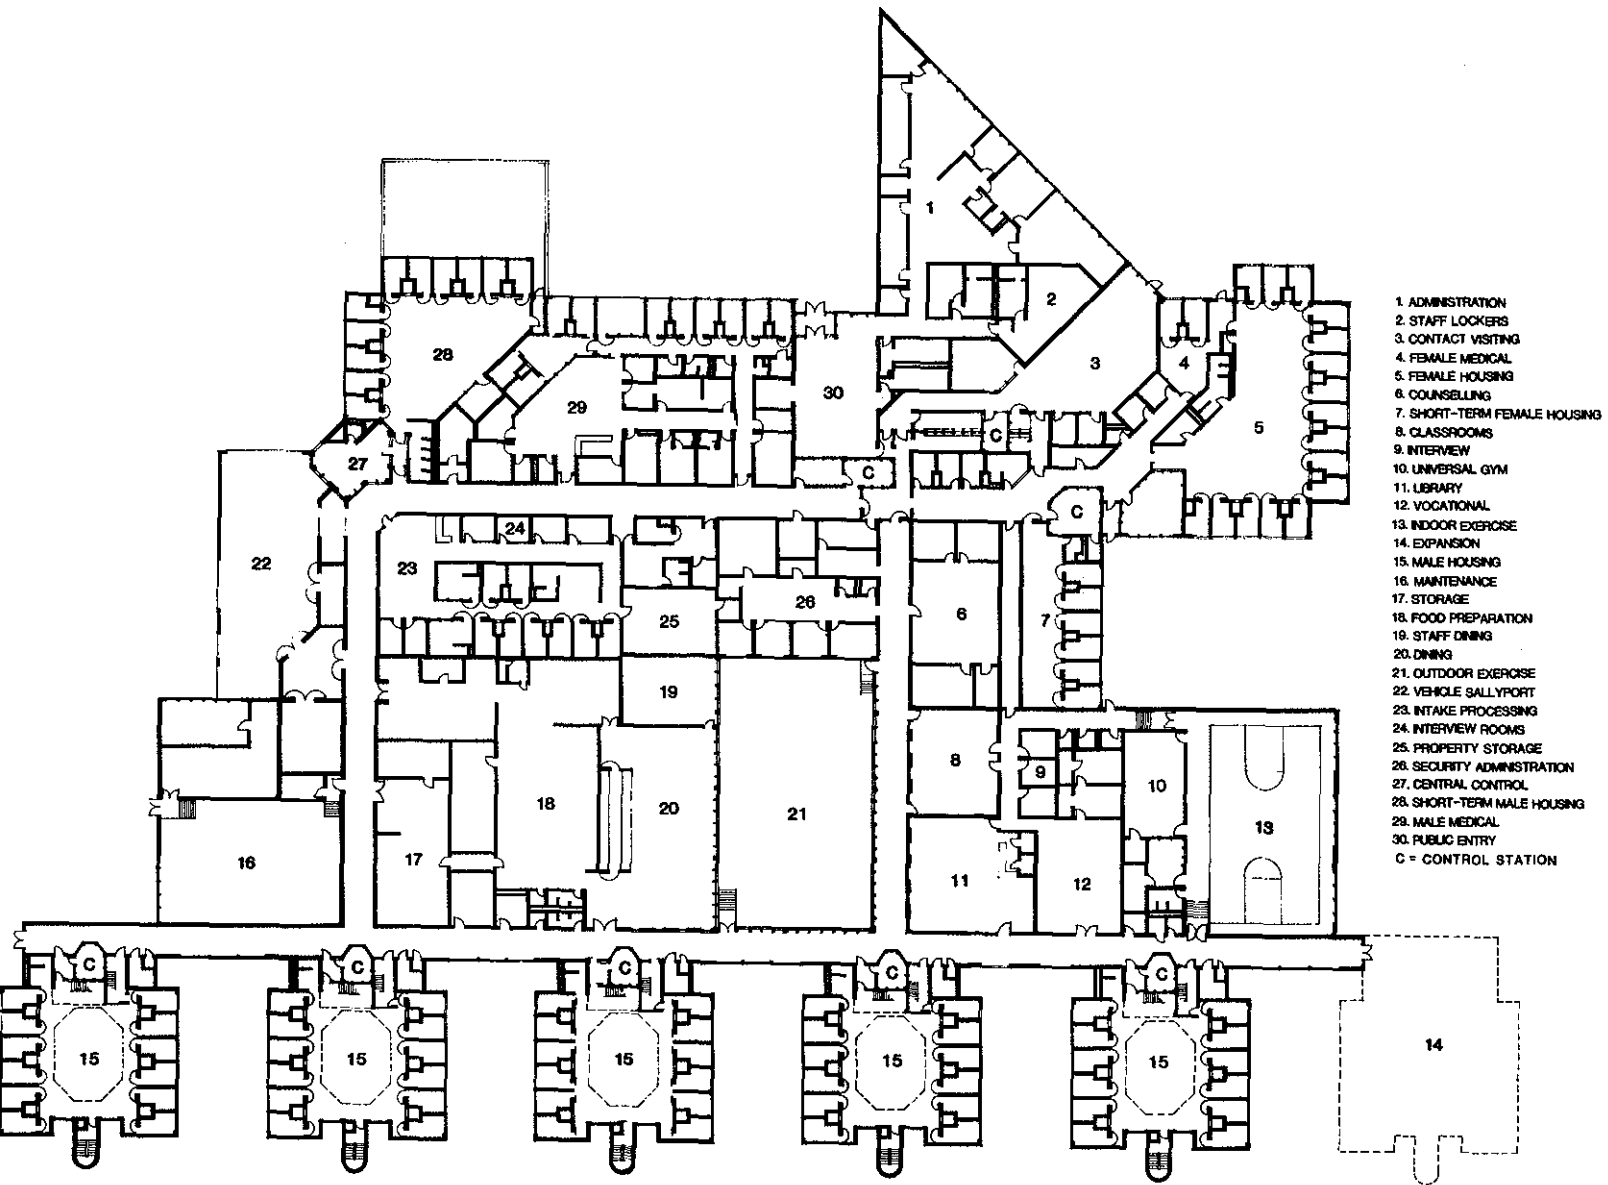 1
2
3
4
28
30
29
5
C
27
C
C
24
22
23
26
6
7
25
19
8
9
10
18
20
21
13
16
17
11
12
C
C
C
C
C
15
15
15
15
15
14
1. ADMINISTRATION
2. STAFF LOCKERS
3. CONTACT VISITING
4. FEMALE MEDICAL
5. FEMALE HOUSING
6. COUNSELLING
7. SHORT-TERM FEMALE HOUSING
8. CLASSROOMS
9. INTERVIEW
10. UNIVERSAL GYM
11. LIBRARY
12. VOCATIONAL
13. INDOOR EXERCISE
14. EXPANSION
15. MALE HOUSING
16. MAINTENANCE
17. STORAGE
18. FOOD PREPARATION
19. STAFF DINING
20. DINING
21. OUTDOOR EXERCISE
22. VEHICLE SALLYPORT
23. INTAKE PROCESSING
24. INTERVIEW ROOMS
25. PROPERTY STORAGE
26. SECURITY ADMINISTRATION
27. CENTRAL CONTROL
28. SHORT-TERM MALE HOUSING
29. MALE MEDICAL
30. PUBLIC ENTRY
C = CONTROL STATION